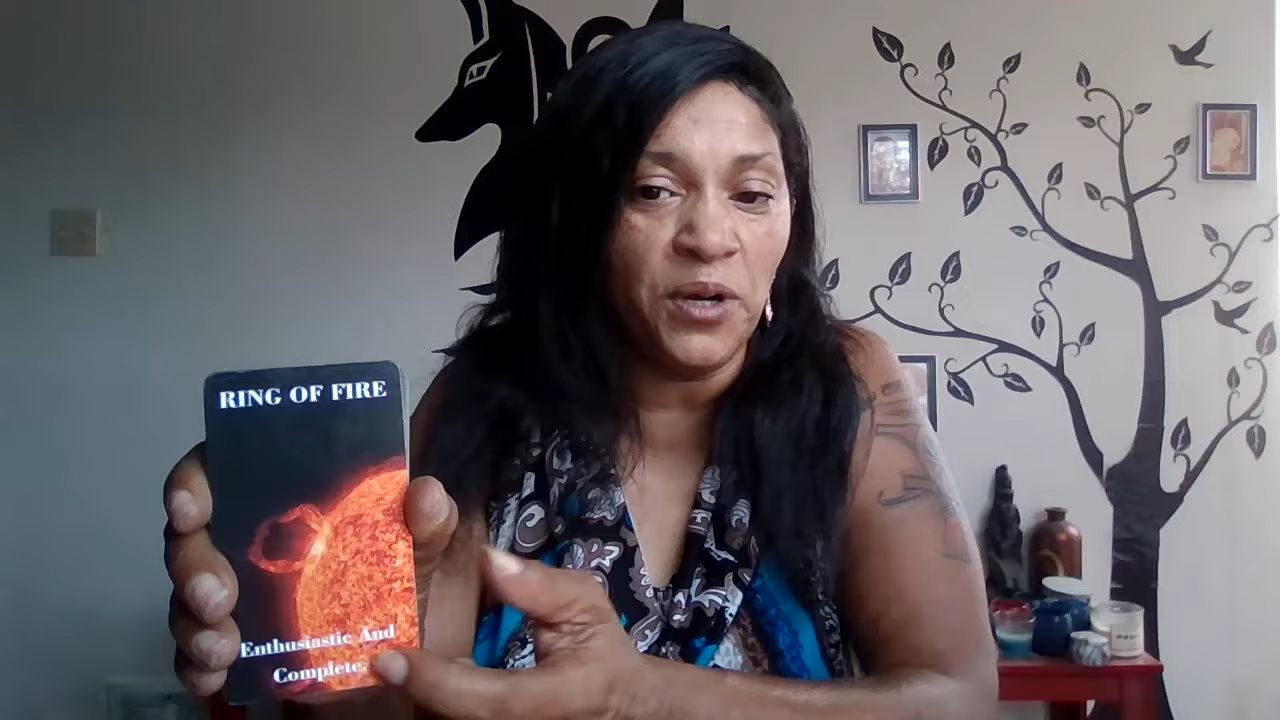 RING OF FIRE
Enthusiastic And
Complete.